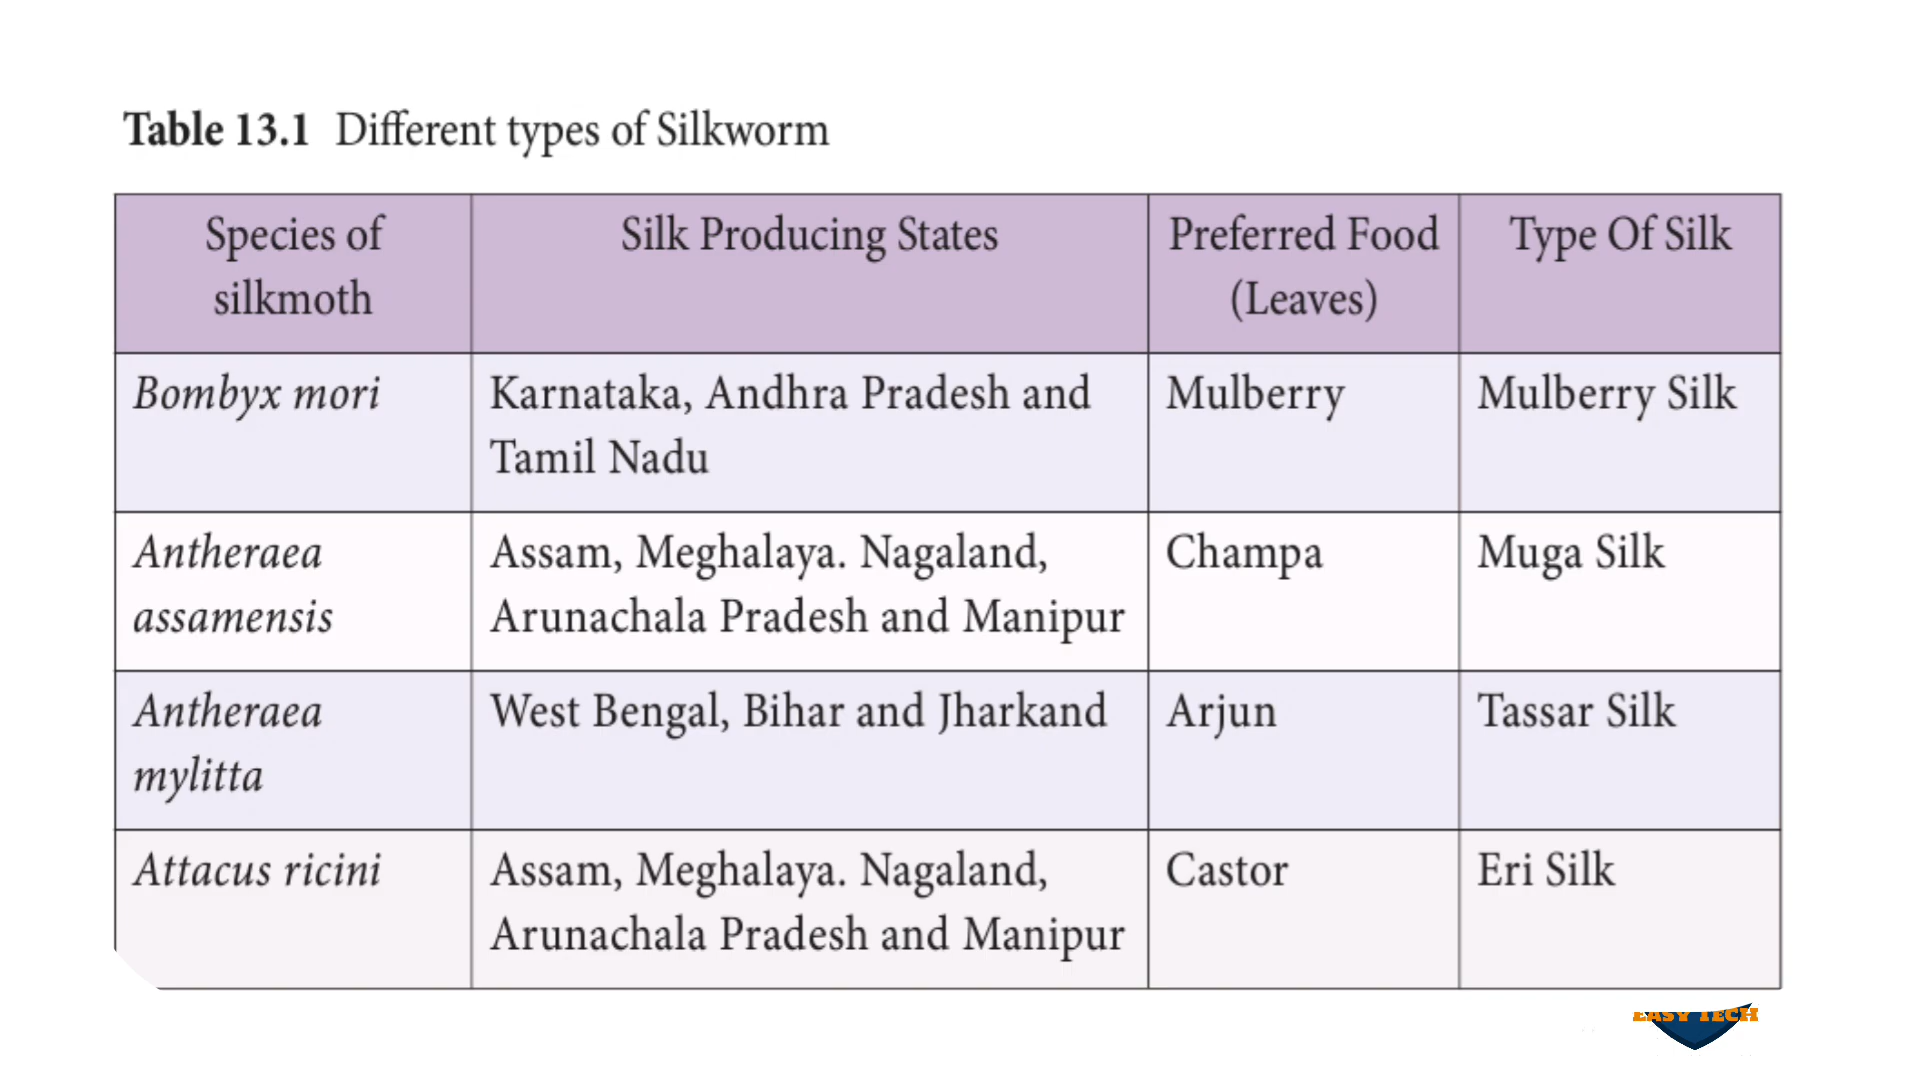 Table 13.1 Different types of Silkworm
Species of silkmoth
Silk Producing States
Preferred Food (Leaves)
Type Of Silk
Bombyx mori
Karnataka, Andhra Pradesh and
Tamil Nadu
Mulberry
Mulberry Silk
Antheraea
assamensis
Assam, Meghalaya. Nagaland,
Arunachala Pradesh and Manipur
Champa
Muga Silk
Antheraea
mylitta
West Bengal, Bihar and Jharkand
Arjun
Tassar Silk
Attacus ricini
Assam, Meghalaya. Nagaland,
Arunachala Pradesh and Manipur
Castor
Eri Silk
EASY TECH